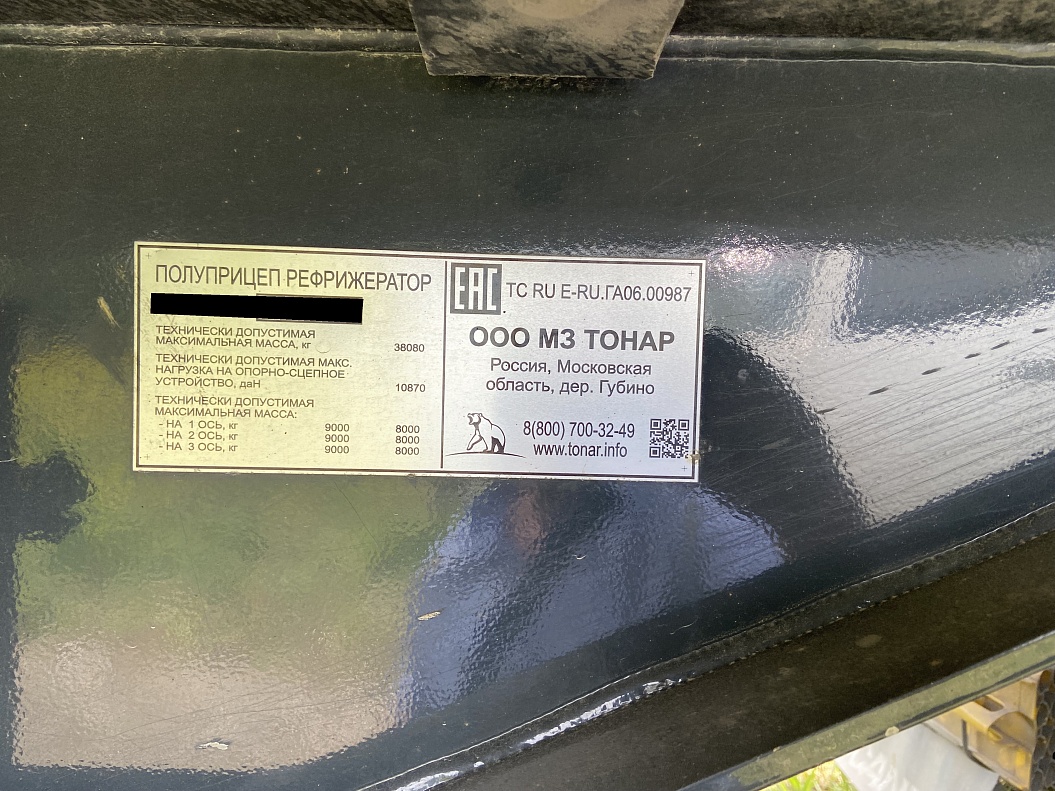 ПОЛУПРИЦЕП РЕФРИЖЕРАТОР
ТЕХНИЧЕСКИ ДОПУСТИМАЯ
МАКСИМАЛЬНАЯ МАССА, кг 38080
ТЕХНИЧЕСКИ ДОПУСТИМАЯ МАКС.
НАГРУЗКА НА ОПОРНО-СЦЕПНОЕ
УСТРОЙСТВО, даН 10870
ТЕХНИЧЕСКИ ДОПУСТИМАЯ
МАКСИМАЛЬНАЯ МАССА:
- НА 1 ОСЬ, кг 9000 8000
- НА 2 ОСЬ, кг 9000 8000
- НА 3 ОСЬ, кг 9000 8000
ЕАС ТС RU E-RU.ГА06.00987
ООО МЗ ТОНАР
Россия, Московская
область, дер. Губино
8(800) 700-32-49
www.tonar.info